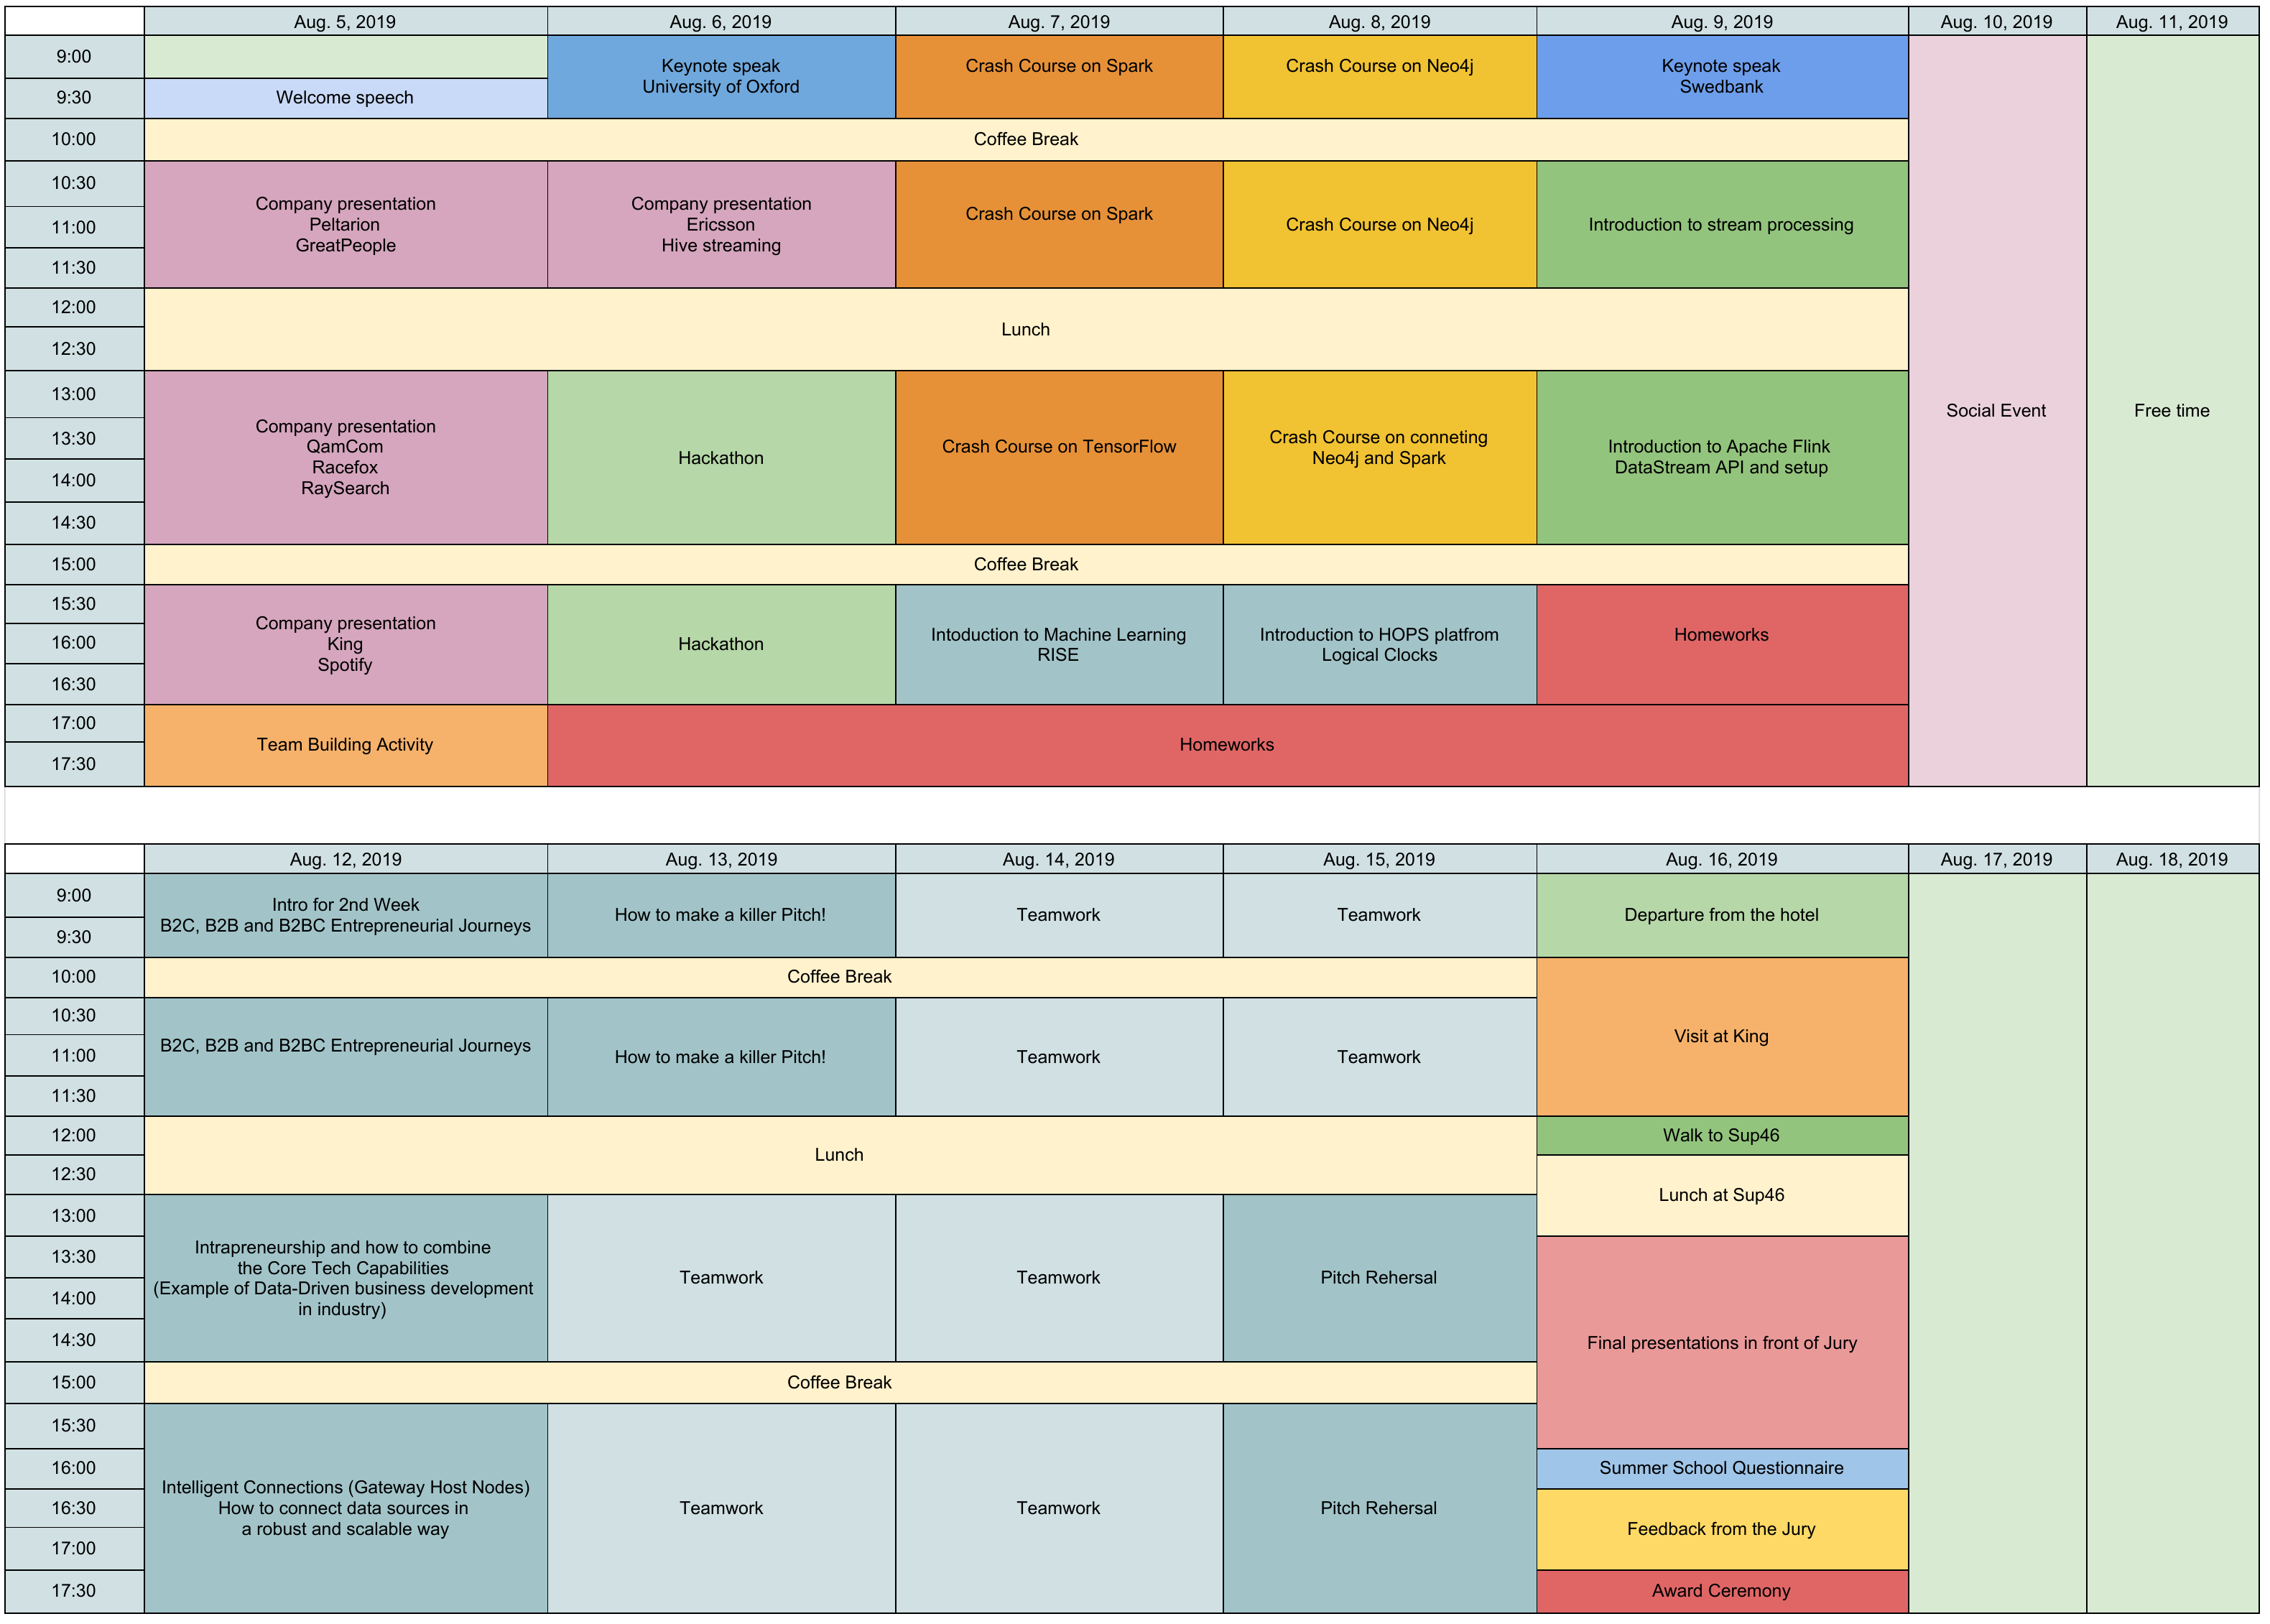 Aug. 5, 2019 Aug. 6, 2019 Aug. 7, 2019 Aug. 8, 2019 Aug. 9, 2019 Aug. 10, 2019 Aug. 11, 2019
9:00
Keynote speak
University of Oxford
Crash Course on Spark
Crash Course on Neo4j
Keynote speak
Swedbank
9:30
Welcome speech
10:00
Coffee Break
10:30
11:00
11:30
Company presentation
Peltarion
GreatPeople
Company presentation
Ericsson
Hive streaming
Crash Course on Spark
Crash Course on Neo4j
Introduction to stream processing
12:00
12:30
Lunch
13:00
13:30
14:00
14:30
Company presentation
QamCom
Racefox
RaySearch
Hackathon
Crash Course on TensorFlow
Crash Course on conneting
Neo4j and Spark
Introduction to Apache Flink
DataStream API and setup
Social Event
Free time
15:00
Coffee Break
15:30
16:00
16:30
Company presentation
King
Spotify
Hackathon
Intoduction to Machine Learning
RISE
Introduction to HOPS platfrom
Logical Clocks
Homeworks
17:00
17:30
Team Building Activity
Homeworks
Aug. 12, 2019 Aug. 13, 2019 Aug. 14, 2019 Aug. 15, 2019 Aug. 16, 2019 Aug. 17, 2019 Aug. 18, 2019
9:00
9:30
Intro for 2nd Week
B2C, B2B and B2BC Entrepreneurial Journeys
How to make a killer Pitch!
Teamwork
Teamwork
Departure from the hotel
10:00
Coffee Break
10:30
11:00
11:30
B2C, B2B and B2BC Entrepreneurial Journeys
How to make a killer Pitch!
Teamwork
Teamwork
Visit at King
12:00
12:30
Lunch
Walk to Sup46
Lunch at Sup46
13:00
13:30
14:00
14:30
Intrapreneurship and how to combine
the Core Tech Capabilities
(Example of Data-Driven business development
in industry)
Teamwork
Teamwork
Pitch Rehersal
Final presentations in front of Jury
15:00
Coffee Break
15:30
16:00
16:30
17:00
17:30
Intelligent Connections (Gateway Host Nodes)
How to connect data sources in
a robust and scalable way
Teamwork
Teamwork
Pitch Rehersal
Summer School Questionnaire
Feedback from the Jury
Award Ceremony